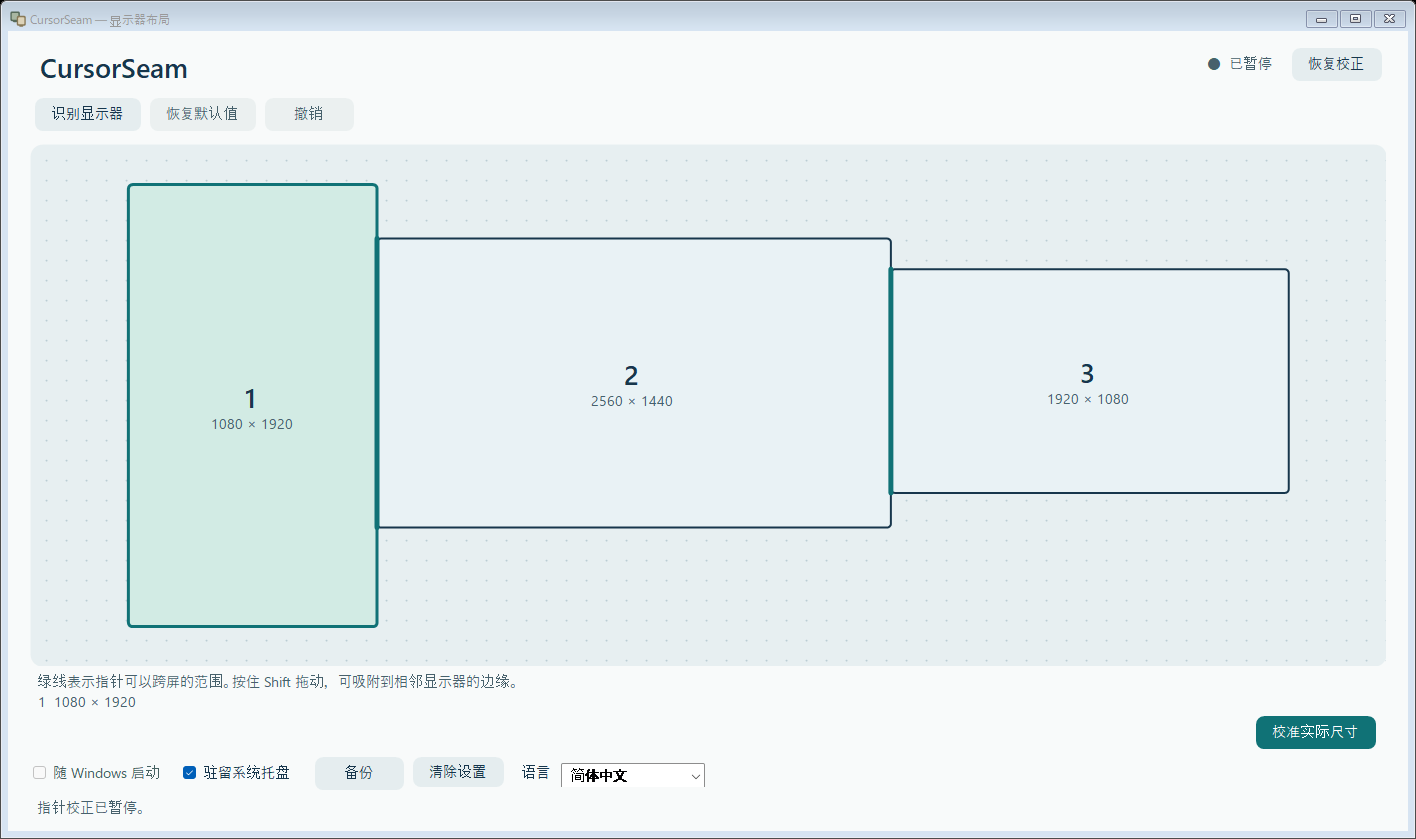 CursorSeam — 显示器布局
CursorSeam
已暂停
恢复校正
识别显示器
恢复默认值
撤销
1
1080 × 1920
2
2560 × 1440
3
1920 × 1080
绿线表示指针可以跨屏的范围。按住 Shift 拖动，可吸附到相邻显示器的边缘。
1 1080 × 1920
校准实际尺寸
随 Windows 启动
驻留系统托盘
备份
清除设置
语言
简体中文
指针校正已暂停。